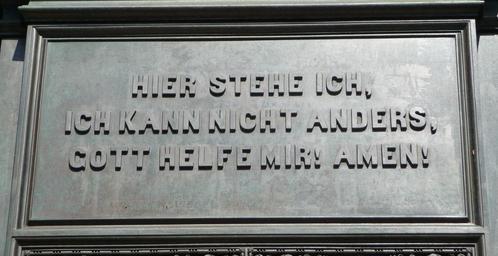 HIER STEHE ICH,
ICH KANN NICHT ANDERS,
GOTT HELFE MIR! AMEN!